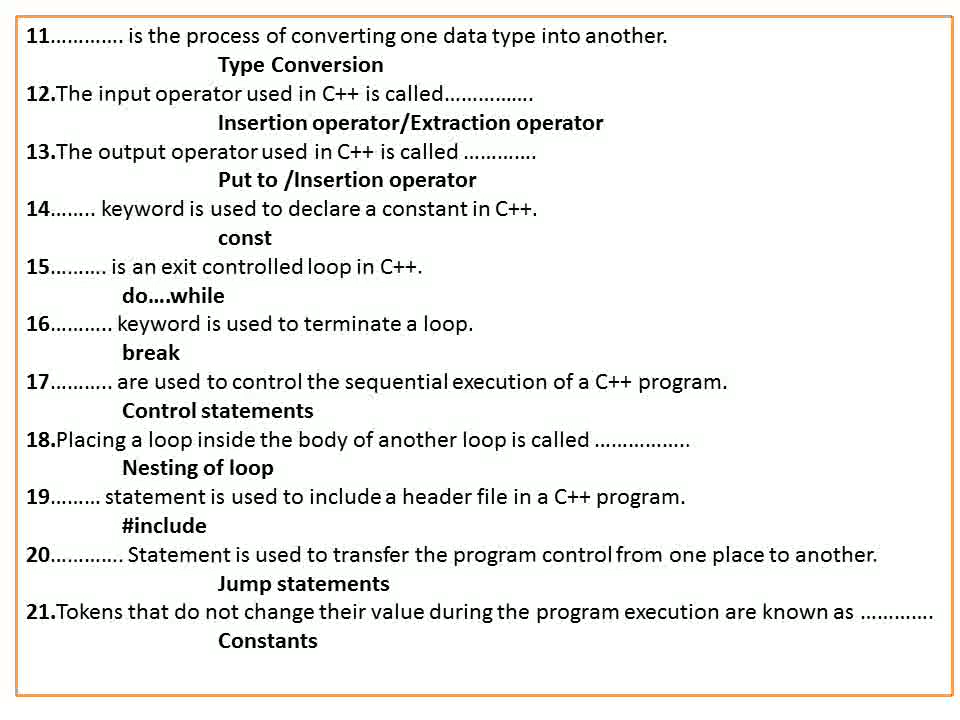 11…………. is the process of converting one data type into another.
Type Conversion
12.The input operator used in C++ is called…………….
Insertion operator/Extraction operator
13.The output operator used in C++ is called ………….
Put to /Insertion operator
14…….. keyword is used to declare a constant in C++.
const
15………. is an exit controlled loop in C++.
do….while
16……….. keyword is used to terminate a loop.
break
17……….. are used to control the sequential execution of a C++ program.
Control statements
18.Placing a loop inside the body of another loop is called ……………..
Nesting of loop
19……… statement is used to include a header file in a C++ program.
#include
20…………. Statement is used to transfer the program control from one place to another.
Jump statements
21.Tokens that do not change their value during the program execution are known as ………….
Constants